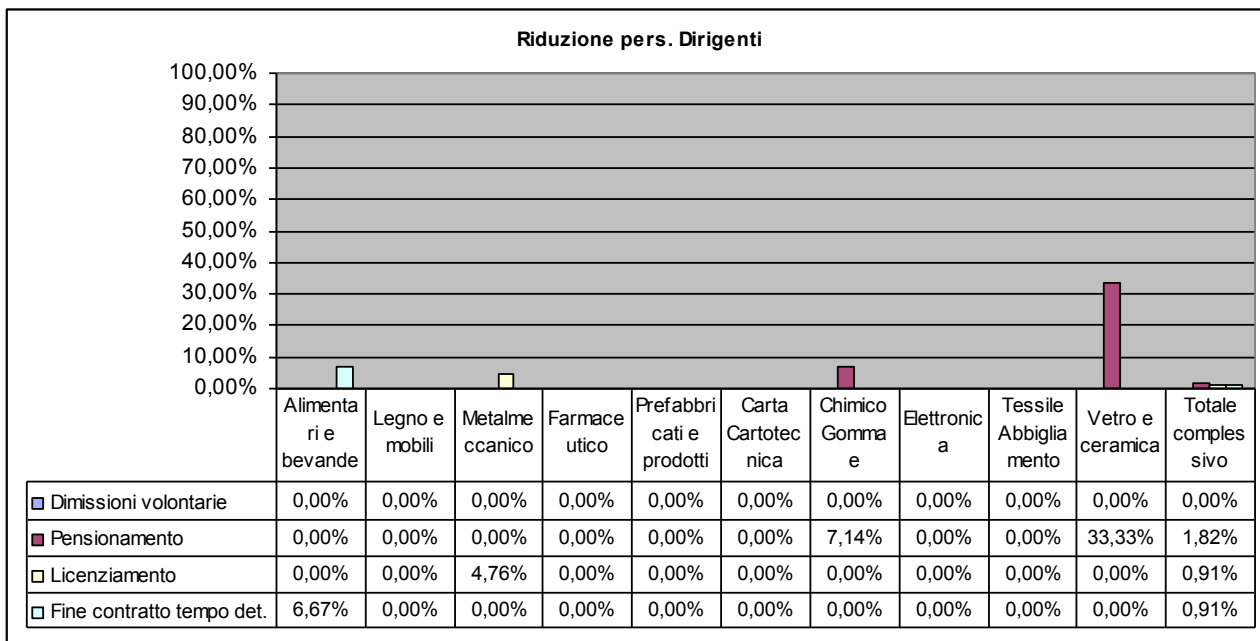 Riduzione pers. Dirigenti
100,00%
90,00%
80,00%
70,00%
60,00%
50,00%
40,00%
30,00%
20,00%
10,00%
0,00%
Alimenta
ri e
bevande
Legno e
mobili
Metalme
ccanico
Farmace
utico
Prefabbri
cati e
prodotti
Carta
Cartotec
nica
Chimico
Gomma
e
Elettronic
a
Tessile
Abbiglia
mento
Vetro e
ceramica
Totale
comples
sivo
Dimissioni volontarie 0,00% 0,00% 0,00% 0,00% 0,00% 0,00% 0,00% 0,00% 0,00% 0,00% 0,00%
Pensionamento 0,00% 0,00% 0,00% 0,00% 0,00% 0,00% 7,14% 0,00% 0,00% 33,33% 1,82%
Licenziamento 0,00% 0,00% 4,76% 0,00% 0,00% 0,00% 0,00% 0,00% 0,00% 0,00% 0,91%
Fine contratto tempo det. 6,67% 0,00% 0,00% 0,00% 0,00% 0,00% 0,00% 0,00% 0,00% 0,00% 0,91%